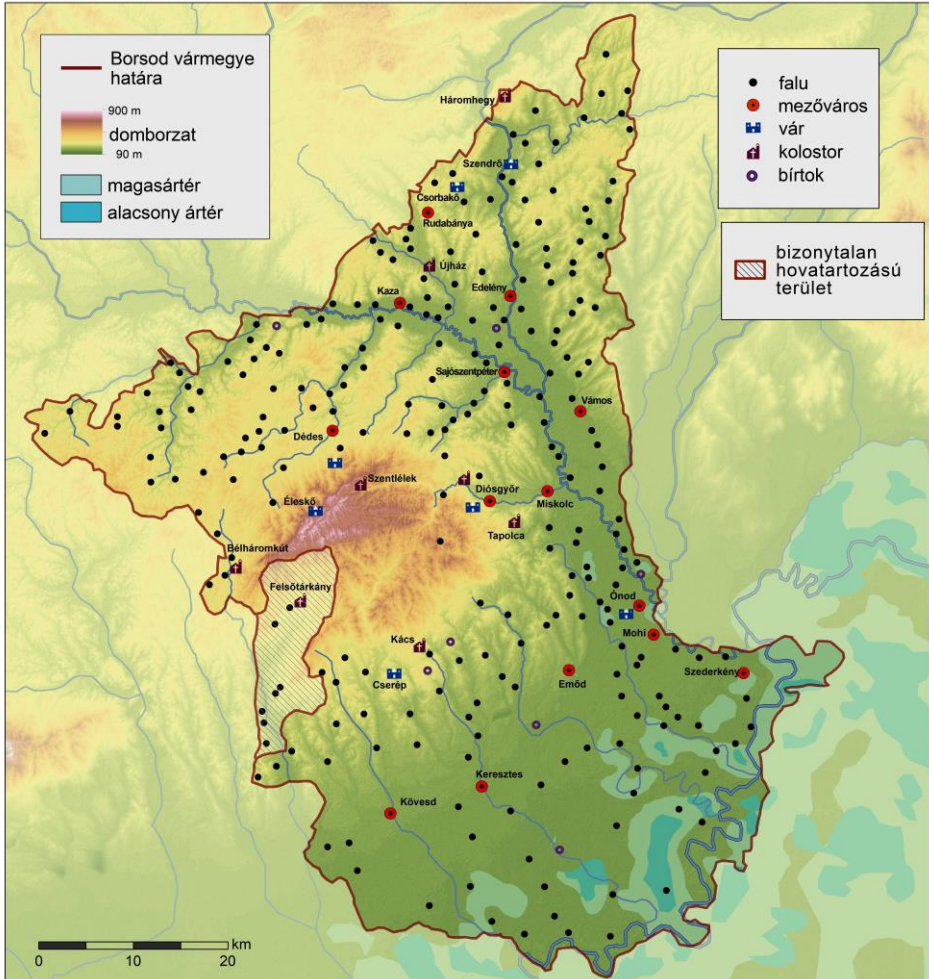 Borsod vármegye
határa
900 m
domborzat
90 m
magasártér
alacsony ártér
falu
mezőváros
vár
kolostor
bírtok
bizonytalan
hovatartozású
terület
Háromhegy
Szendrő
Csorbakő
Rudabánya
Újház
Kaza
Edelény
Sajószentpéter
Vámos
Dédes
Szentlélek
Diósgyőr
Éleskő
Miskolc
Tapolca
Bélháromkút
Felsőtárkány
Ónod
Mohi
Kács
Szederkény
Cserép
Emőd
Keresztes
Kövesd
km
0 10 20